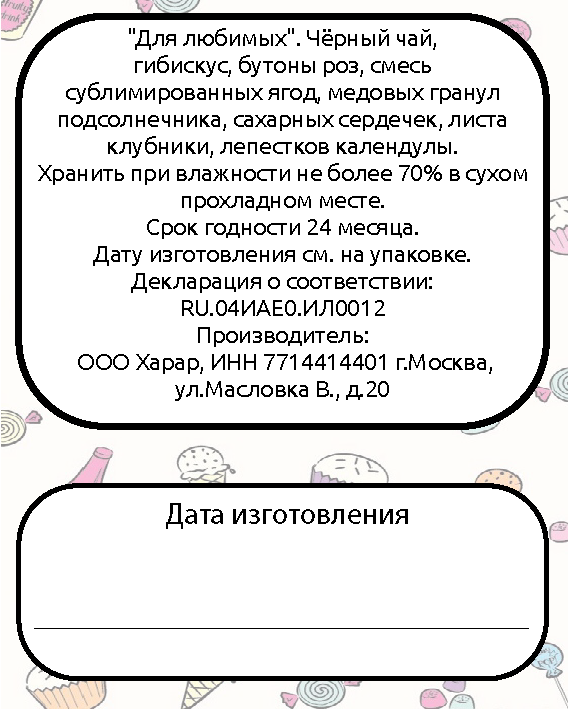 "Для любимых". Чёрный чай,
гибискус, бутоны роз, смесь
сублимированных ягод, медовых гранул
подсолнечника, сахарных сердечек, листа
клубники, лепестков календулы.
Хранить при влажности не более 70% в сухом
прохладном месте.
Срок годности 24 месяца.
Дату изготовления см. на упаковке.
Декларация о соответствии:
RU.04ИАЕ0.ИЛ0012
Производитель:
ООО Харар, ИНН 7714414401 г.Москва,
ул.Масловка В., д.20
Дата изготовления